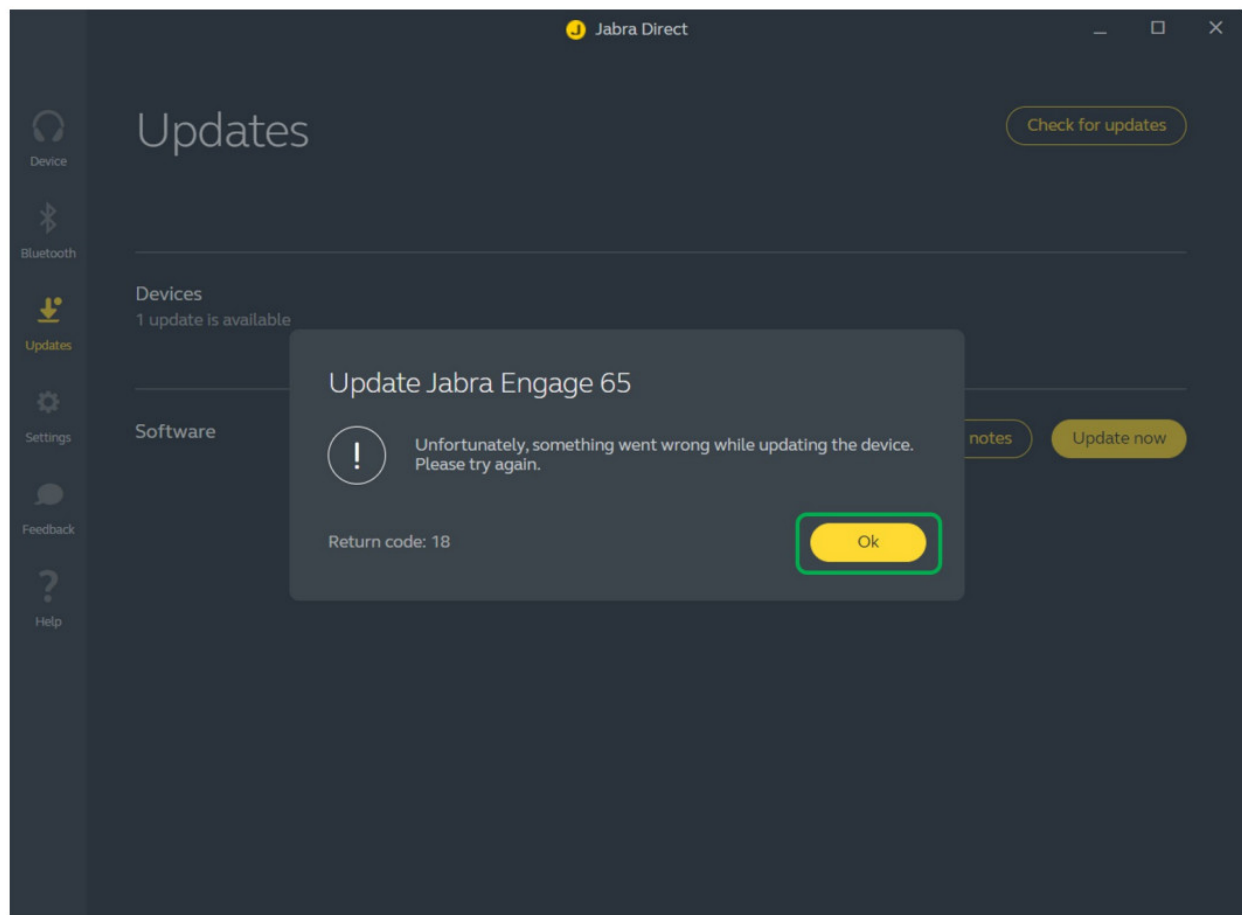 Jabra Direct
Updates
Check for updates
Device
Bluetooth
Devices
1 update is available
Updates
Update Jabra Engage 65
Settings
Software
Unfortunately, something went wrong while updating the device.
Please try again.
notes
Update now
Feedback
Return code: 18
Ok
Help